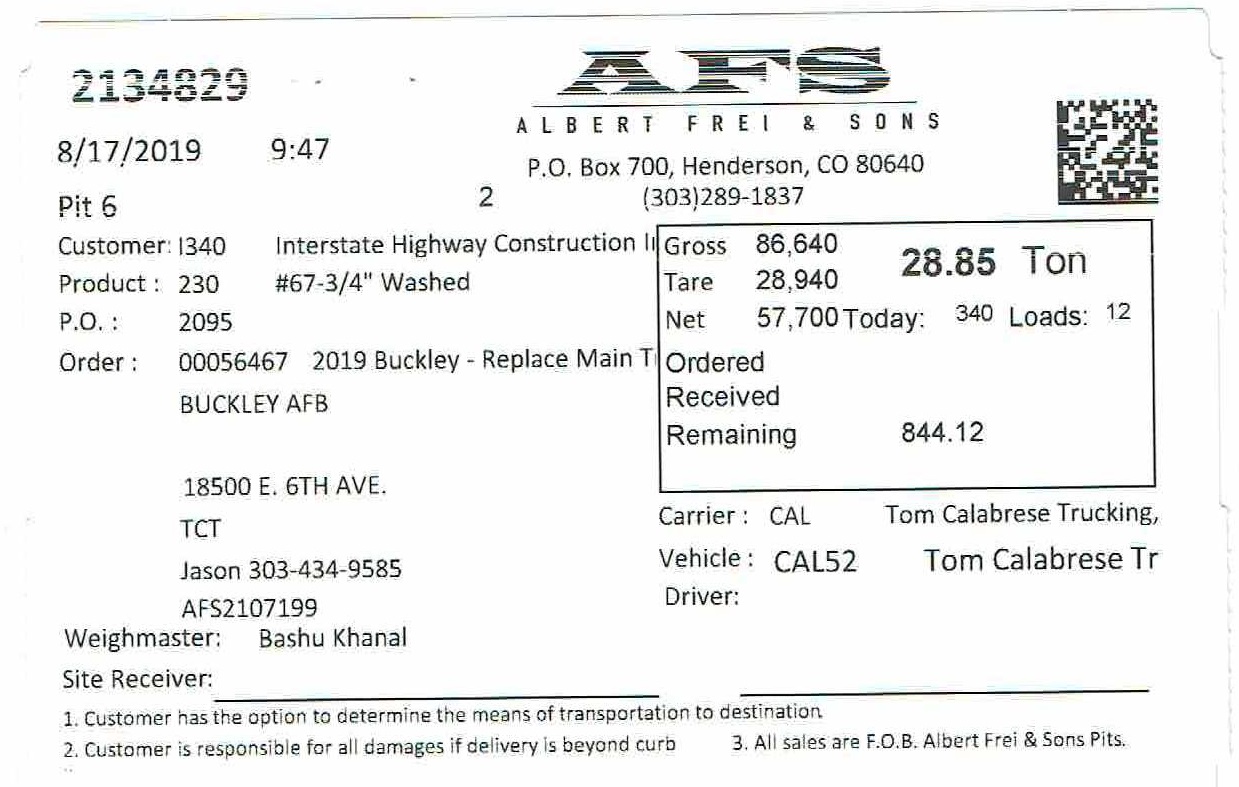 2134829
AFS
ALBERT FREI & SONS
8/17/2019 9:47
P.O. Box 700, Henderson, CO 80640
(303)289-1837
Pit 6 2
Customer: I340 Interstate Highway Construction I
Product : 230 #67-3/4" Washed
P.O. : 2095
Order : 00056467 2019 Buckley - Replace Main T
BUCKLEY AFB
18500 E. 6TH AVE.
TCT
Jason 303-434-9585
AFS2107199
Weighmaster: Bashu Khanal
Site Receiver:
Gross 86,640 28.85 Ton
Tare 28,940
Net 57,700 Today: 340 Loads: 12
Ordered
Received
Remaining 844.12
Carrier : CAL Tom Calabrese Trucking,
Vehicle : CAL52 Tom Calabrese Tr
Driver:
1. Customer has the option to determine the means of transportation to destination
2. Customer is responsible for all damages if delivery is beyond curb 3. All sales are F.O.B. Albert Frei & Sons Pits.